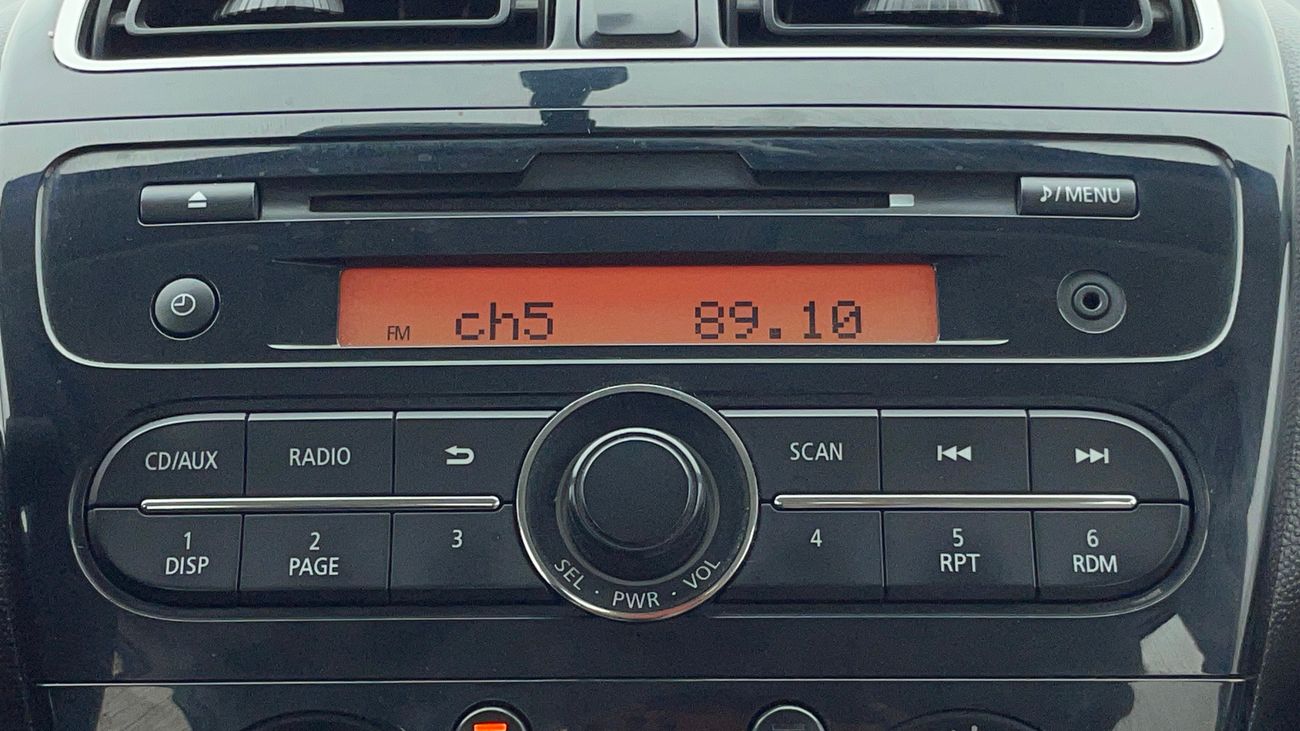 ♪/MENU
FM ch5 89.10
CD/AUX RADIO SCAN
1 2 3 4 5 6
DISP PAGE RPT RDM
SEL · PWR · VOL